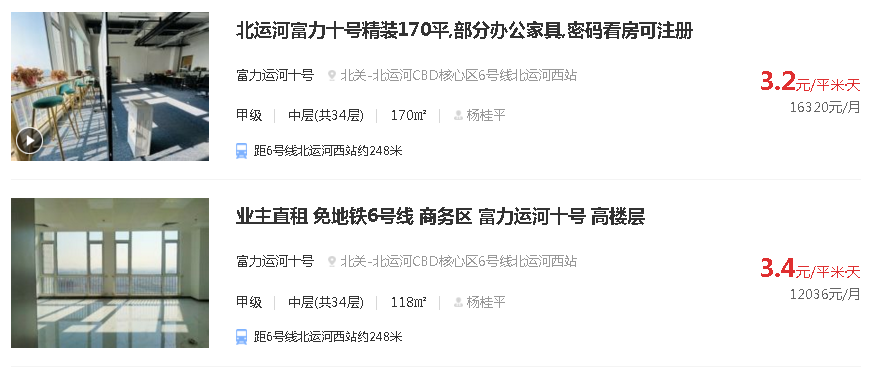 北运河富力十号精装170平,部分办公家具,密码看房可注册
富力运河十号 北关-北运河CBD核心区6号线北运河西站
3.2元/平米·天
16320元/月
甲级 中层(共34层) 170㎡ 杨桂平
距6号线北运河西站约248米
业主直租 免地铁6号线 商务区 富力运河十号 高楼层
富力运河十号 北关-北运河CBD核心区6号线北运河西站
3.4元/平米·天
12036元/月
甲级 中层(共34层) 118㎡ 杨桂平
距6号线北运河西站约248米